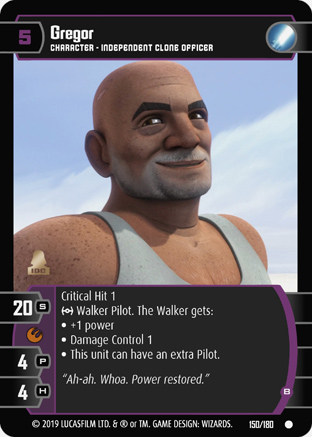 5
Gregor
CHARACTER - INDEPENDENT CLONE OFFICER
IDC
20 S
4 P
4 H
Critical Hit 1
Walker Pilot. The Walker gets:
• +1 power
• Damage Control 1
• This unit can have an extra Pilot.
"Ah-ah. Whoa. Power restored."
B
© 2019 LUCASFILM LTD. & ® or TM. GAME DESIGN: WIZARDS.
150/180